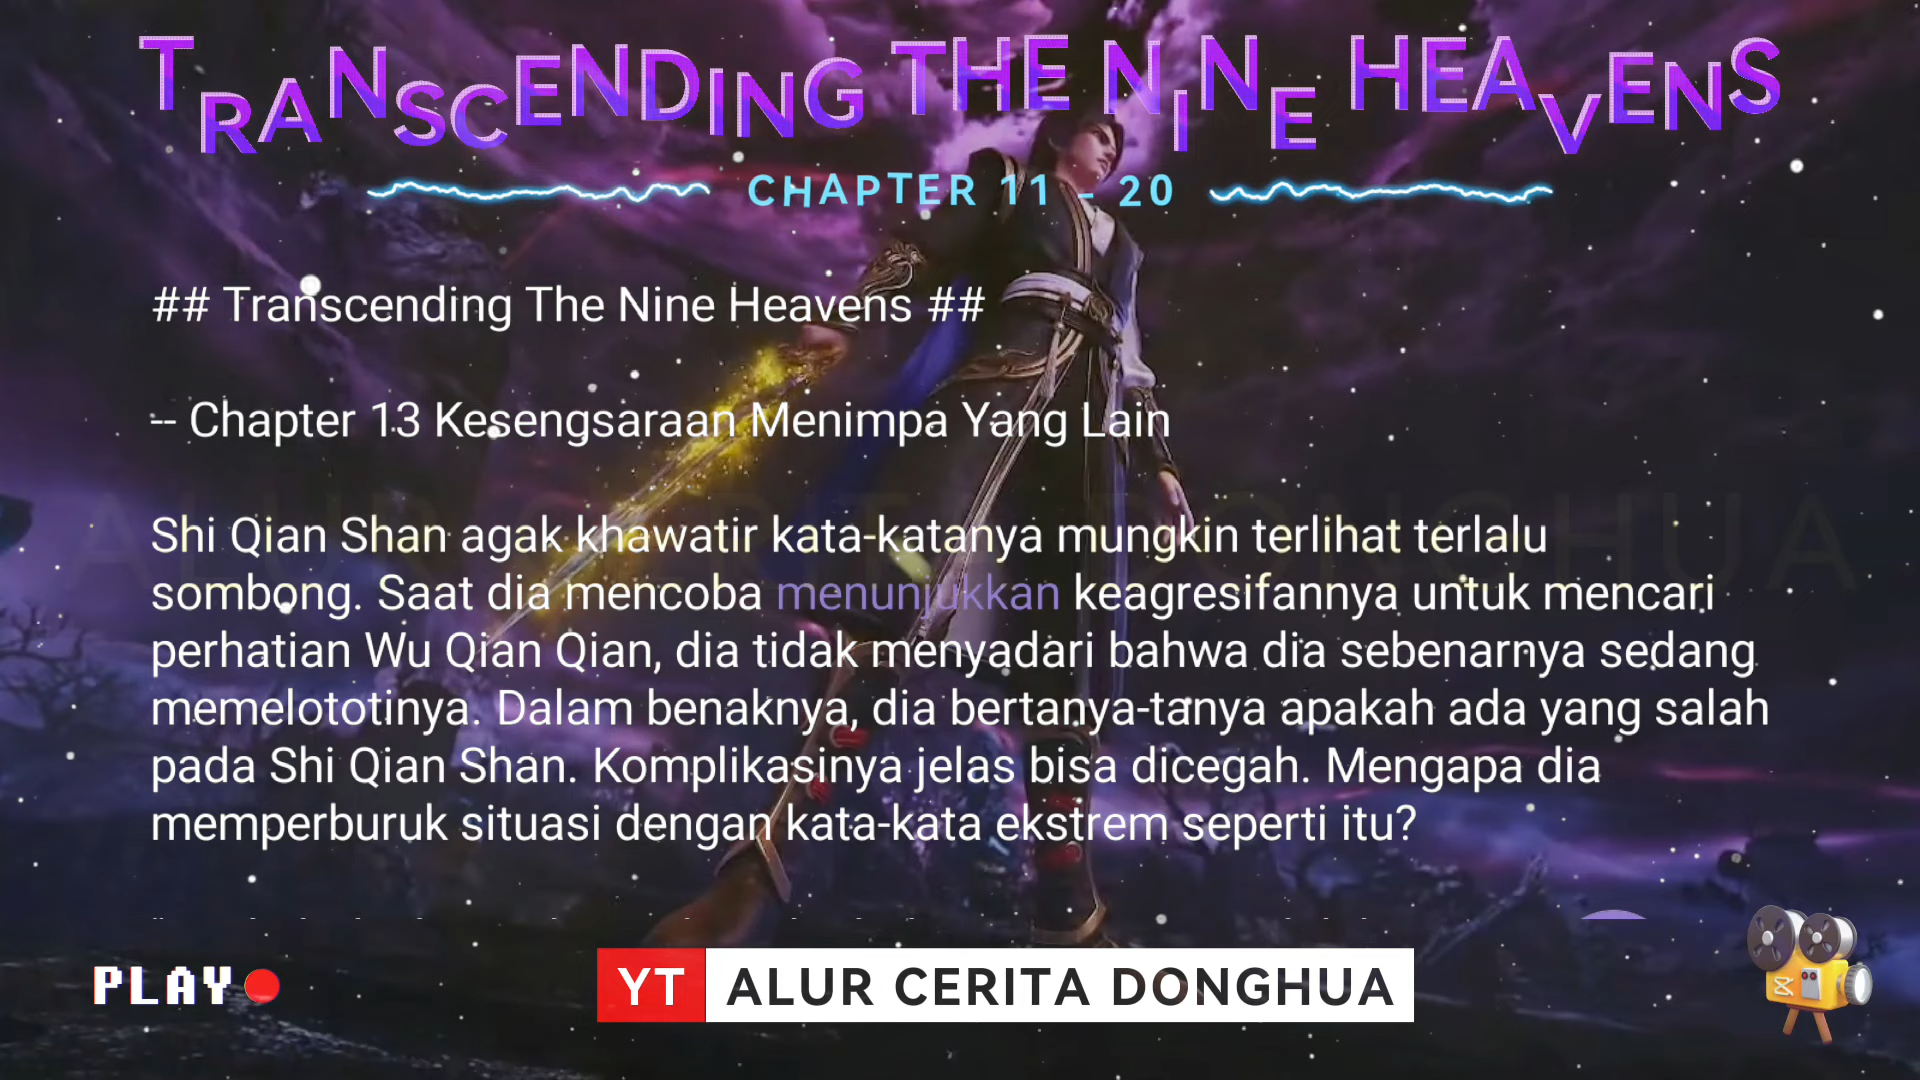 TRANSCENDING THE NINE HEAVENS
CHAPTER 11 - 20
## Transcending The Nine Heavens ##
-- Chapter 13 Kesengsaraan Menimpa Yang Lain
Shi Qian Shan agak khawatir kata-katanya mungkin terlihat terlalu
sombong. Saat dia mencoba menunjukkan keagresifannya untuk mencari
perhatian Wu Qian Qian, dia tidak menyadari bahwa dia sebenarnya sedang
memelototinya. Dalam benaknya, dia bertanya-tanya apakah ada yang salah
pada Shi Qian Shan. Komplikasinya jelas bisa dicegah. Mengapa dia
memperburuk situasi dengan kata-kata ekstrem seperti itu?
ALUR CERITA DONGHUA
PLAY
YT ALUR CERITA DONGHUA